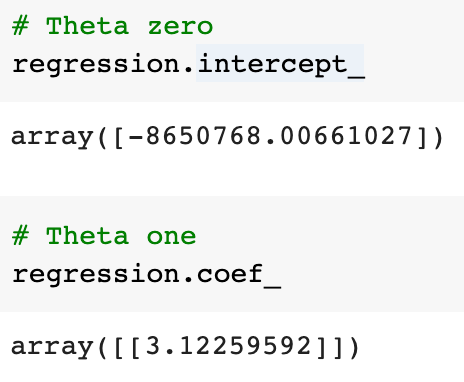 # Theta zero
regression.intercept_
array([-8650768.00661027])
# Theta one
regression.coef_
array([[3.12259592]])